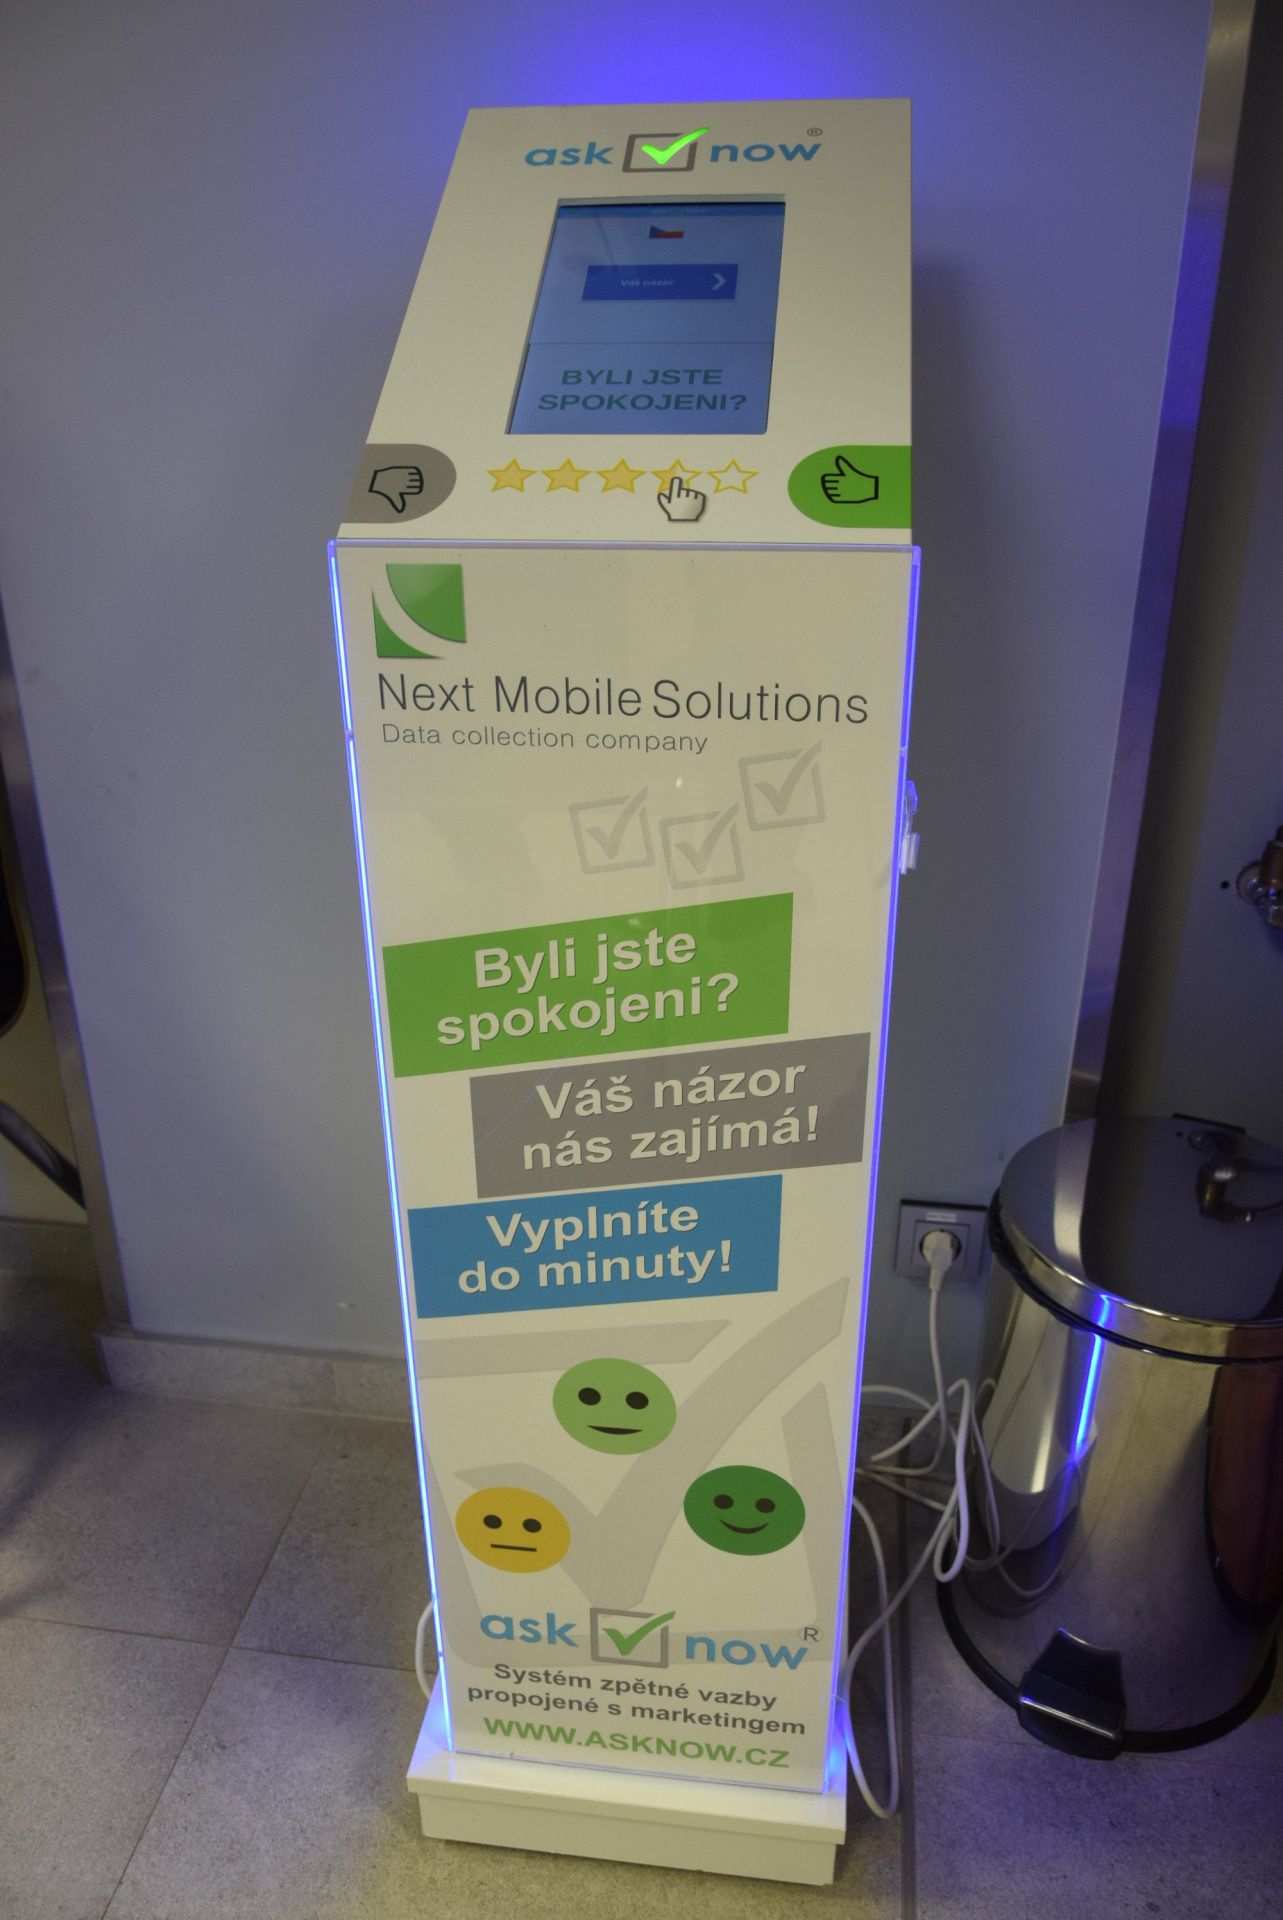 ask now®
Váš názor
BYLI JSTE
SPOKOJENI?
Next Mobile Solutions
Data collection company
Byli jste
spokojeni?
Váš názor
nás zajímá!
Vyplníte
do minuty!
ask now®
Systém zpětné vazby
propojené s marketingem
WWW.ASKNOW.CZ